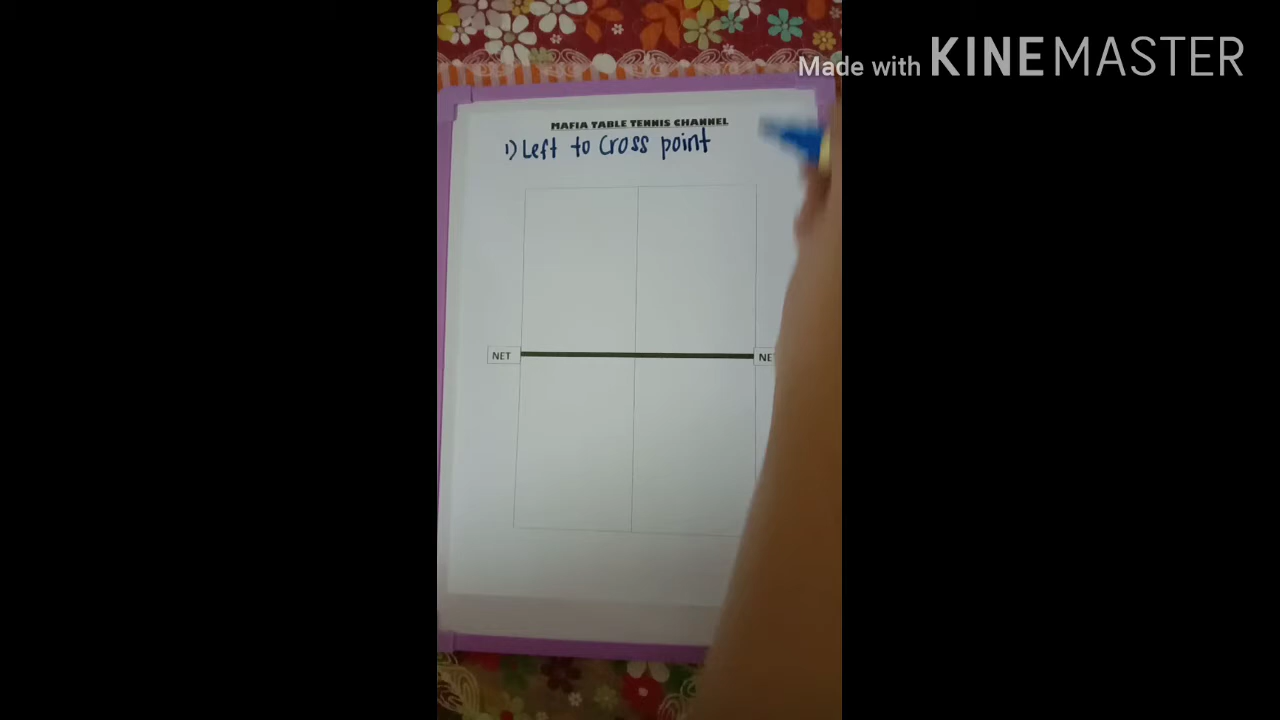 Made with KINEMASTER
MAFIA TABLE TENNIS CHANNEL
1) Left to Cross point
NET